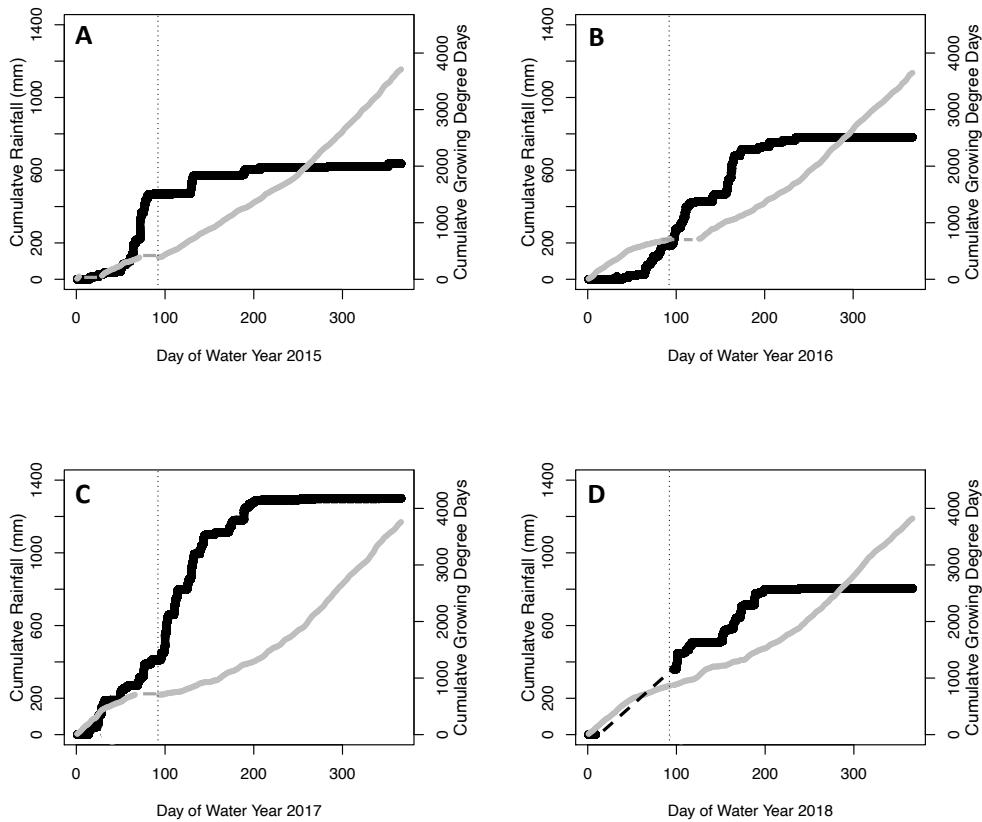 A
Cumulative Rainfall (mm)
1400
1000
600
200
0
4000
3000
2000
1000
0
Cumulatve Growing Degree Days
0 100 200 300
Day of Water Year 2015
B
Cumulative Rainfall (mm)
1400
1000
600
200
0
4000
3000
2000
1000
0
Cumulatve Growing Degree Days
0 100 200 300
Day of Water Year 2016
C
Cumulative Rainfall (mm)
1400
1000
600
200
0
4000
3000
2000
1000
0
Cumulatve Growing Degree Days
0 100 200 300
Day of Water Year 2017
D
Cumulative Rainfall (mm)
1400
1000
600
200
0
4000
3000
2000
1000
0
Cumulatve Growing Degree Days
0 100 200 300
Day of Water Year 2018